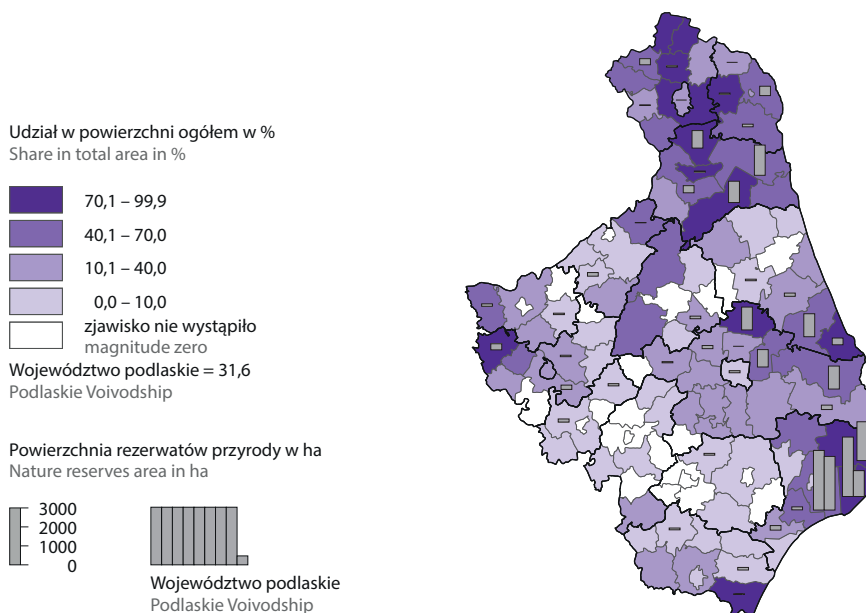 Udział w powierzchni ogółem w %
Share in total area in %
70,1 – 99,9
40,1 – 70,0
10,1 – 40,0
0,0 – 10,0
zjawisko nie wystąpiło
magnitude zero
Województwo podlaskie = 31,6
Podlaskie Voivodship
Powierzchnia rezerwatów przyrody w ha
Nature reserves area in ha
3000
2000
1000
0
Województwo podlaskie
Podlaskie Voivodship